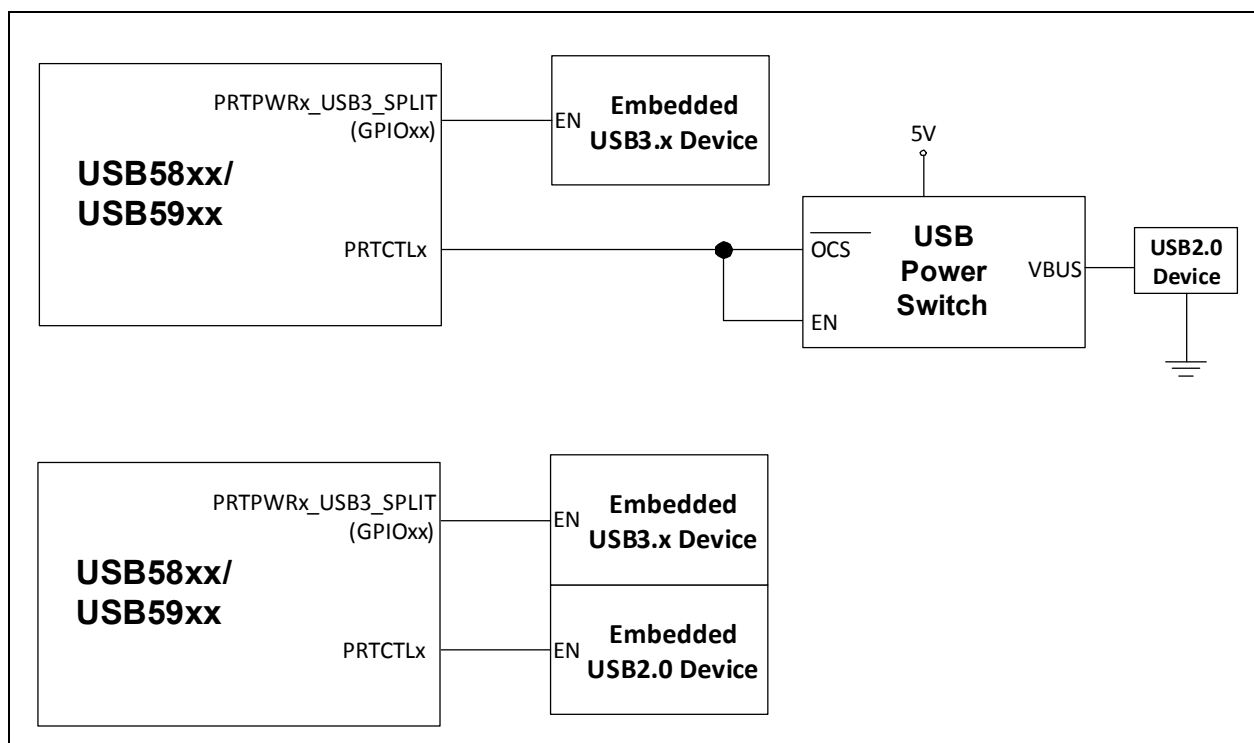 PRTPWRx_USB3_SPLIT
(GPIOxx)
USB58xx/
USB59xx
PRTCTLx
EN
Embedded
USB3.x Device
5V
OCS
EN
USB
Power
Switch
VBUS
USB2.0
Device
PRTPWRx_USB3_SPLIT
(GPIOxx)
USB58xx/
USB59xx
PRTCTLx
EN
Embedded
USB3.x Device
EN
Embedded
USB2.0 Device